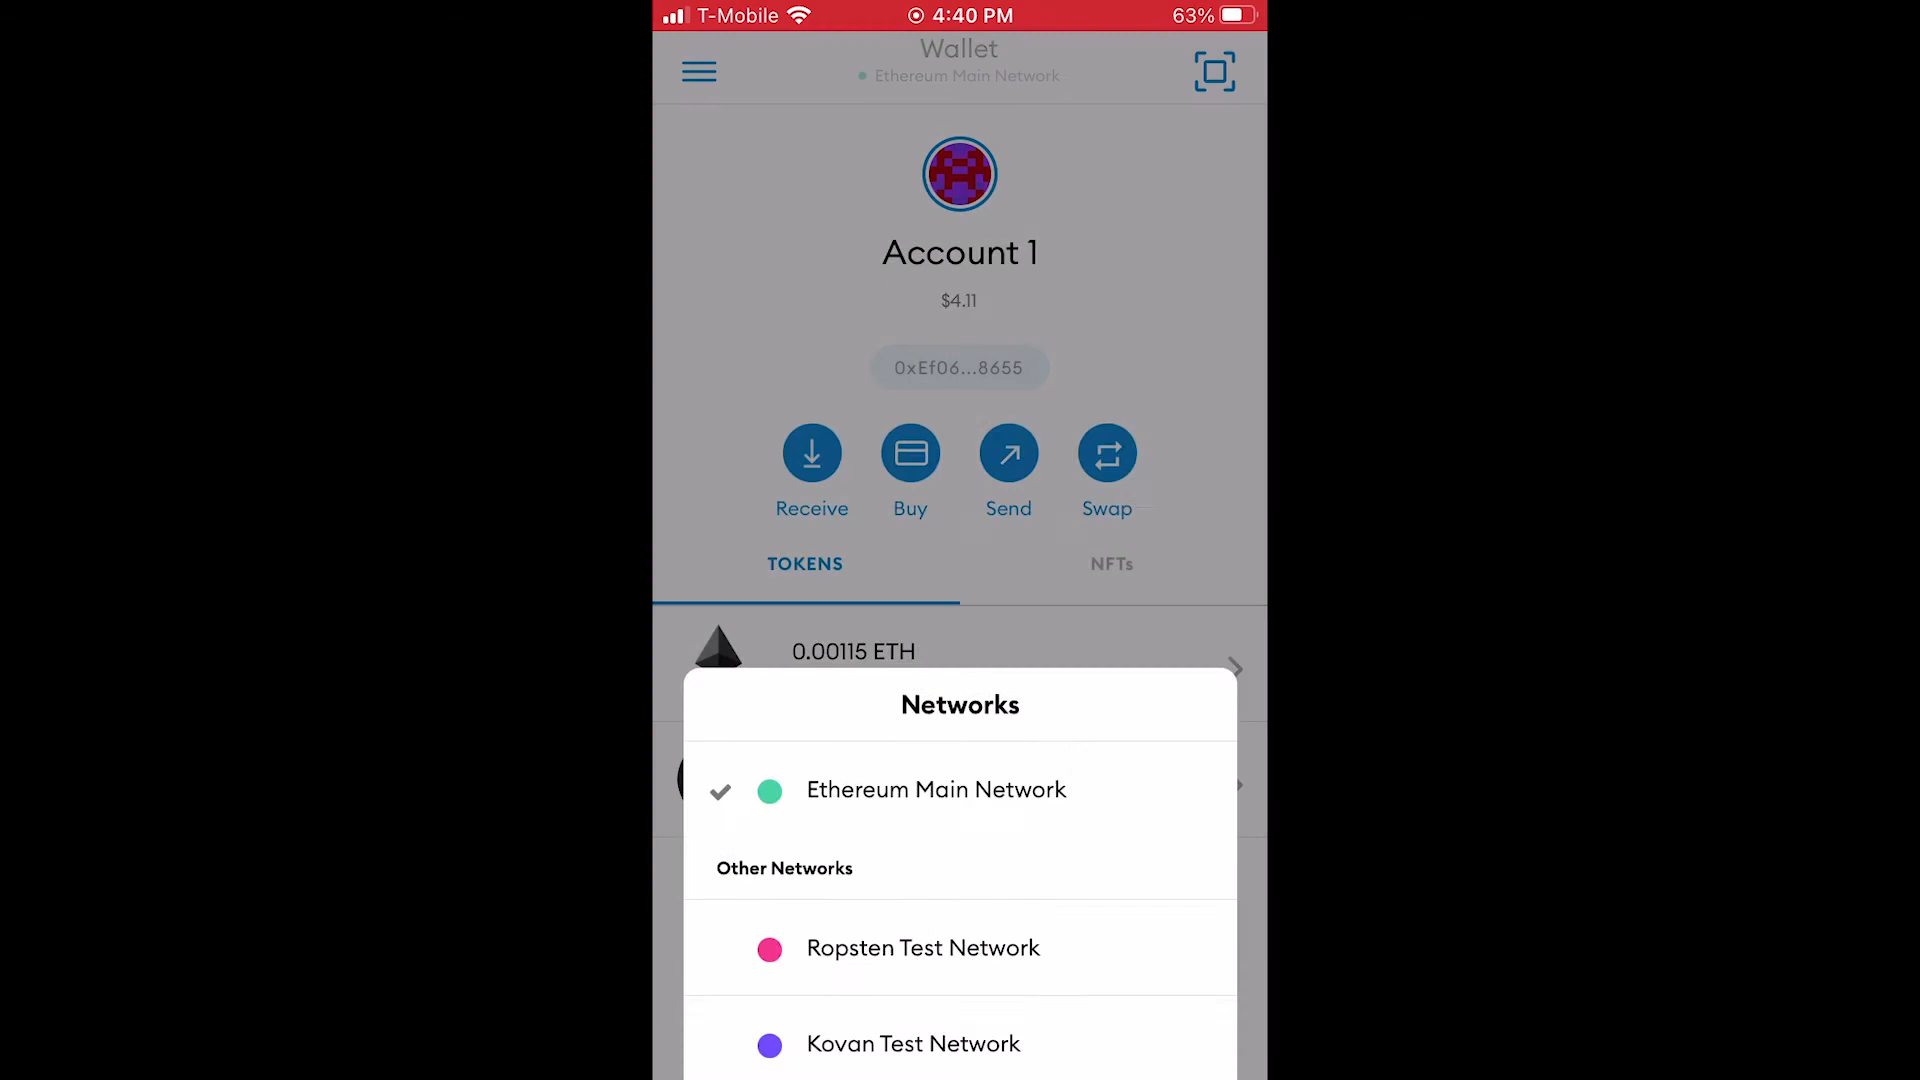 T-Mobile 4:40 PM 63%
Wallet
Ethereum Main Network
Account 1
$4.11
0xEf06...8655
Receive Buy Send Swap
TOKENS NFTs
0.00115 ETH
Networks
Ethereum Main Network
Other Networks
Ropsten Test Network
Kovan Test Network